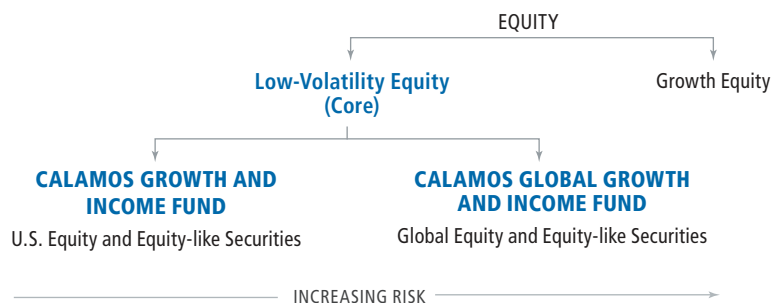 EQUITY
Low-Volatility Equity
(Core)
Growth Equity
CALAMOS GROWTH AND
INCOME FUND
U.S. Equity and Equity-like Securities
CALAMOS GLOBAL GROWTH
AND INCOME FUND
Global Equity and Equity-like Securities
INCREASING RISK